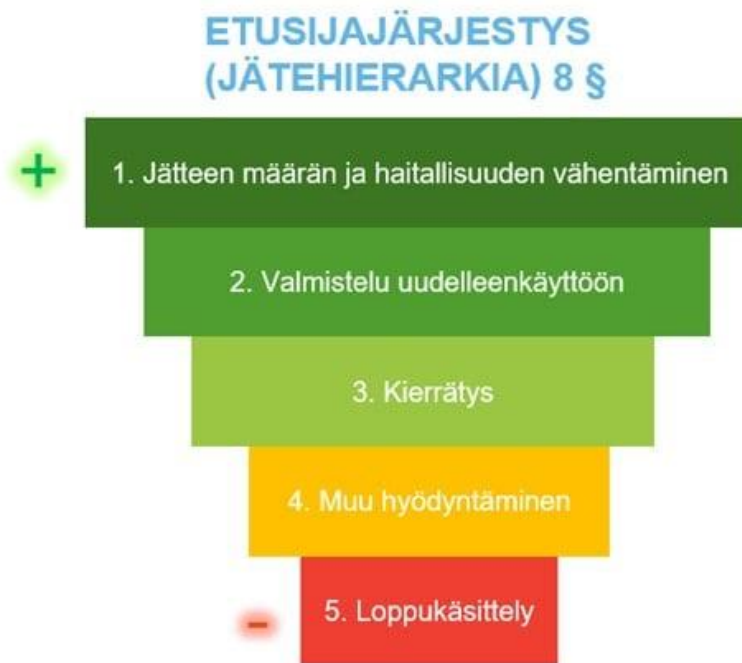 ETUSIJAJÄRJESTYS
(JÄTEHIERARKIA) 8 §
+
1. Jätteen määrän ja haitallisuuden vähentäminen
2. Valmistelu uudelleenkäyttöön
3. Kierrätys
4. Muu hyödyntäminen
5. Loppukäsittely
-